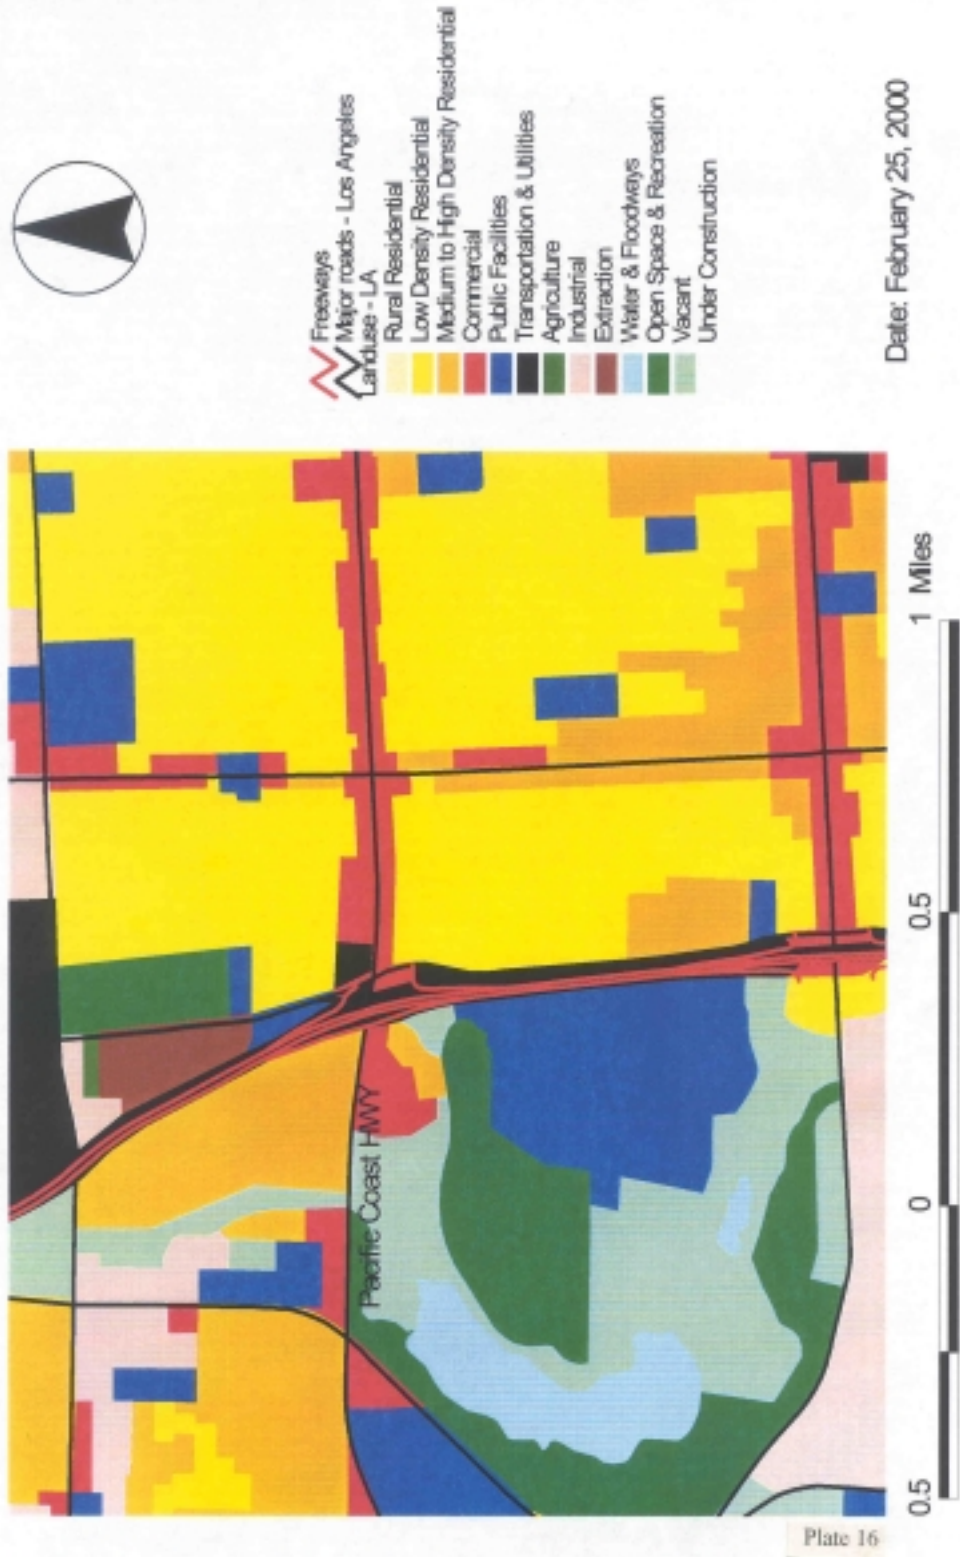 Freeways
Major roads - Los Angeles
Landuse - LA
Rural Residential
Low Density Residential
Medium to High Density Residential
Commercial
Public Facilities
Transportation & Utilities
Agriculture
Industrial
Extraction
Water & Floodways
Open Space & Recreation
Vacant
Under Construction
Date: February 25, 2000
Pacific Coast HWY
0.5 0 0.5 1 Miles
Plate 16